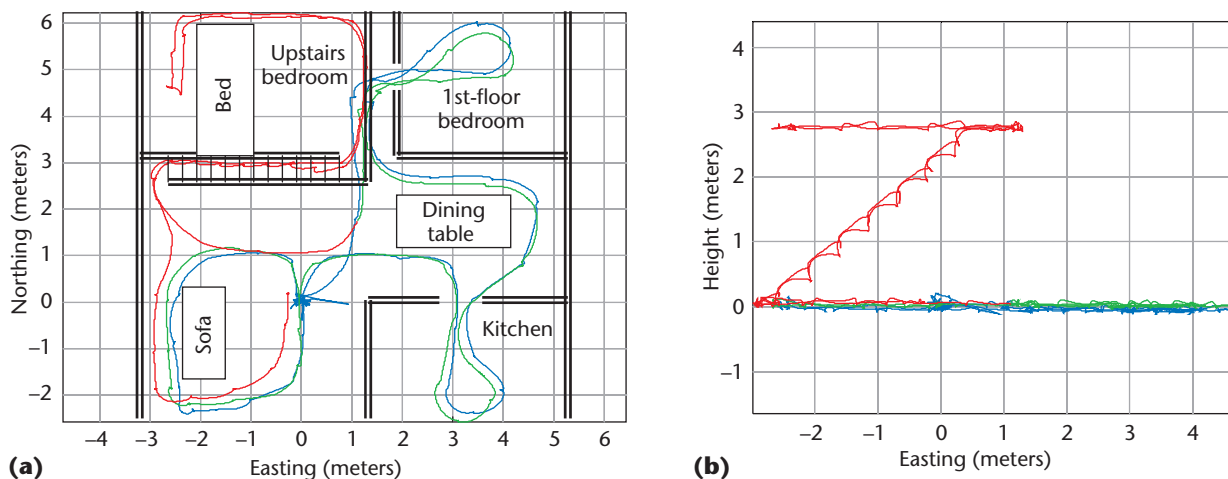 6
5
4
3
2
1
0
−1
−2
Northing (meters)
−4 −3 −2 −1 0 1 2 3 4 5 6
Easting (meters)
(a)
Bed
Upstairs
bedroom
1st-floor
bedroom
Dining
table
Sofa
Kitchen
4
3
2
1
0
−1
Height (meters)
−2 −1 0 1 2 3 4
Easting (meters)
(b)